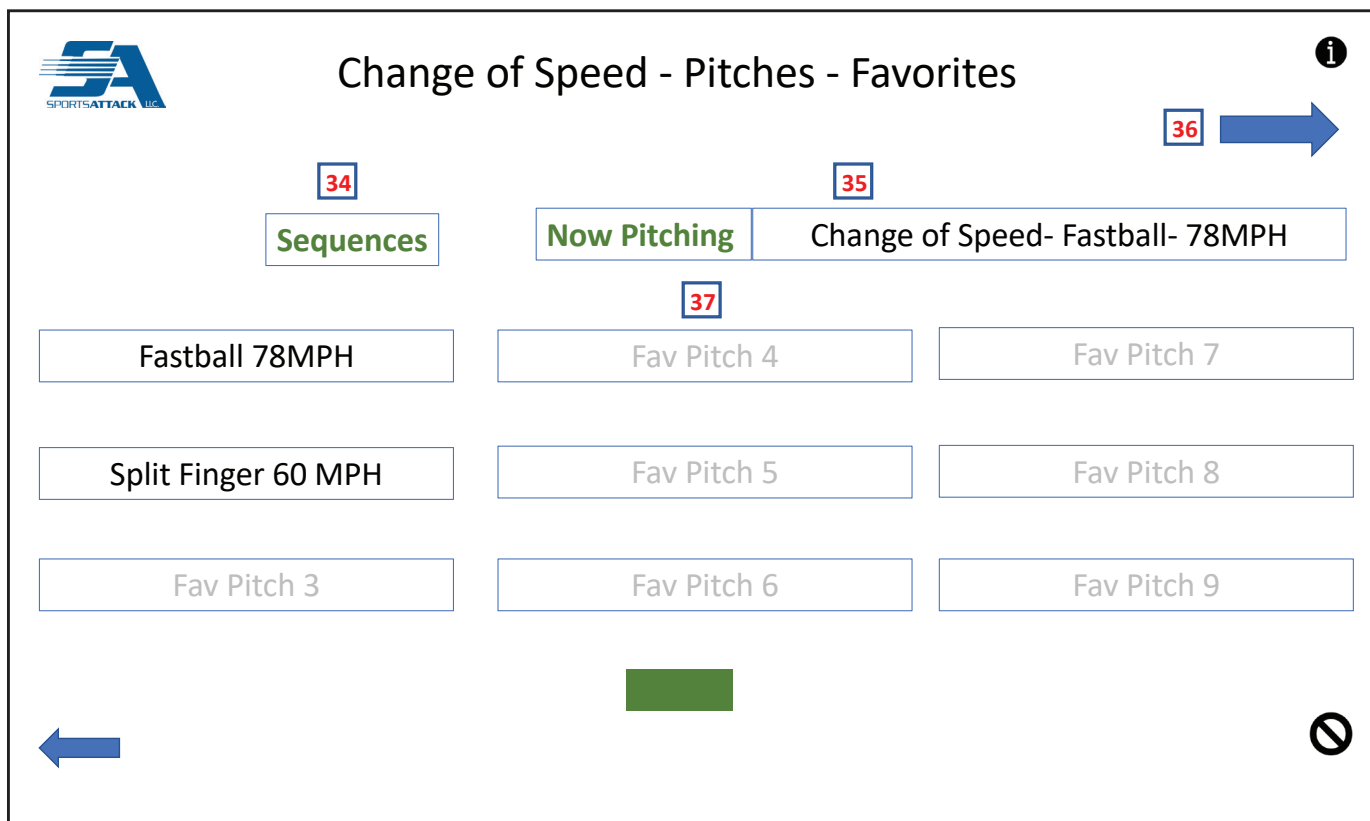 SA
SPORTSATTACK LLC.
Change of Speed - Pitches - Favorites
i
36
34
35
Sequences
Now Pitching
Change of Speed- Fastball- 78MPH
37
Fastball 78MPH
Fav Pitch 4
Fav Pitch 7
Split Finger 60 MPH
Fav Pitch 5
Fav Pitch 8
Fav Pitch 3
Fav Pitch 6
Fav Pitch 9